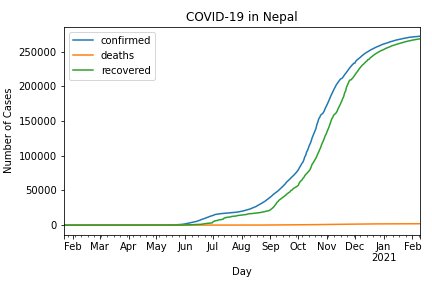 COVID-19 in Nepal
confirmed
deaths
recovered
Number of Cases
250000
200000
150000
100000
50000
0
Feb Mar Apr May Jun Jul Aug Sep Oct Nov Dec Jan Feb
2021
Day